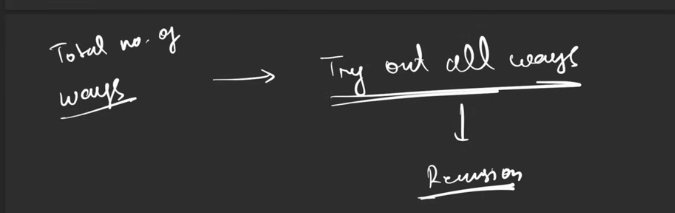 Total no. of
ways
Try out all ways
Recursion